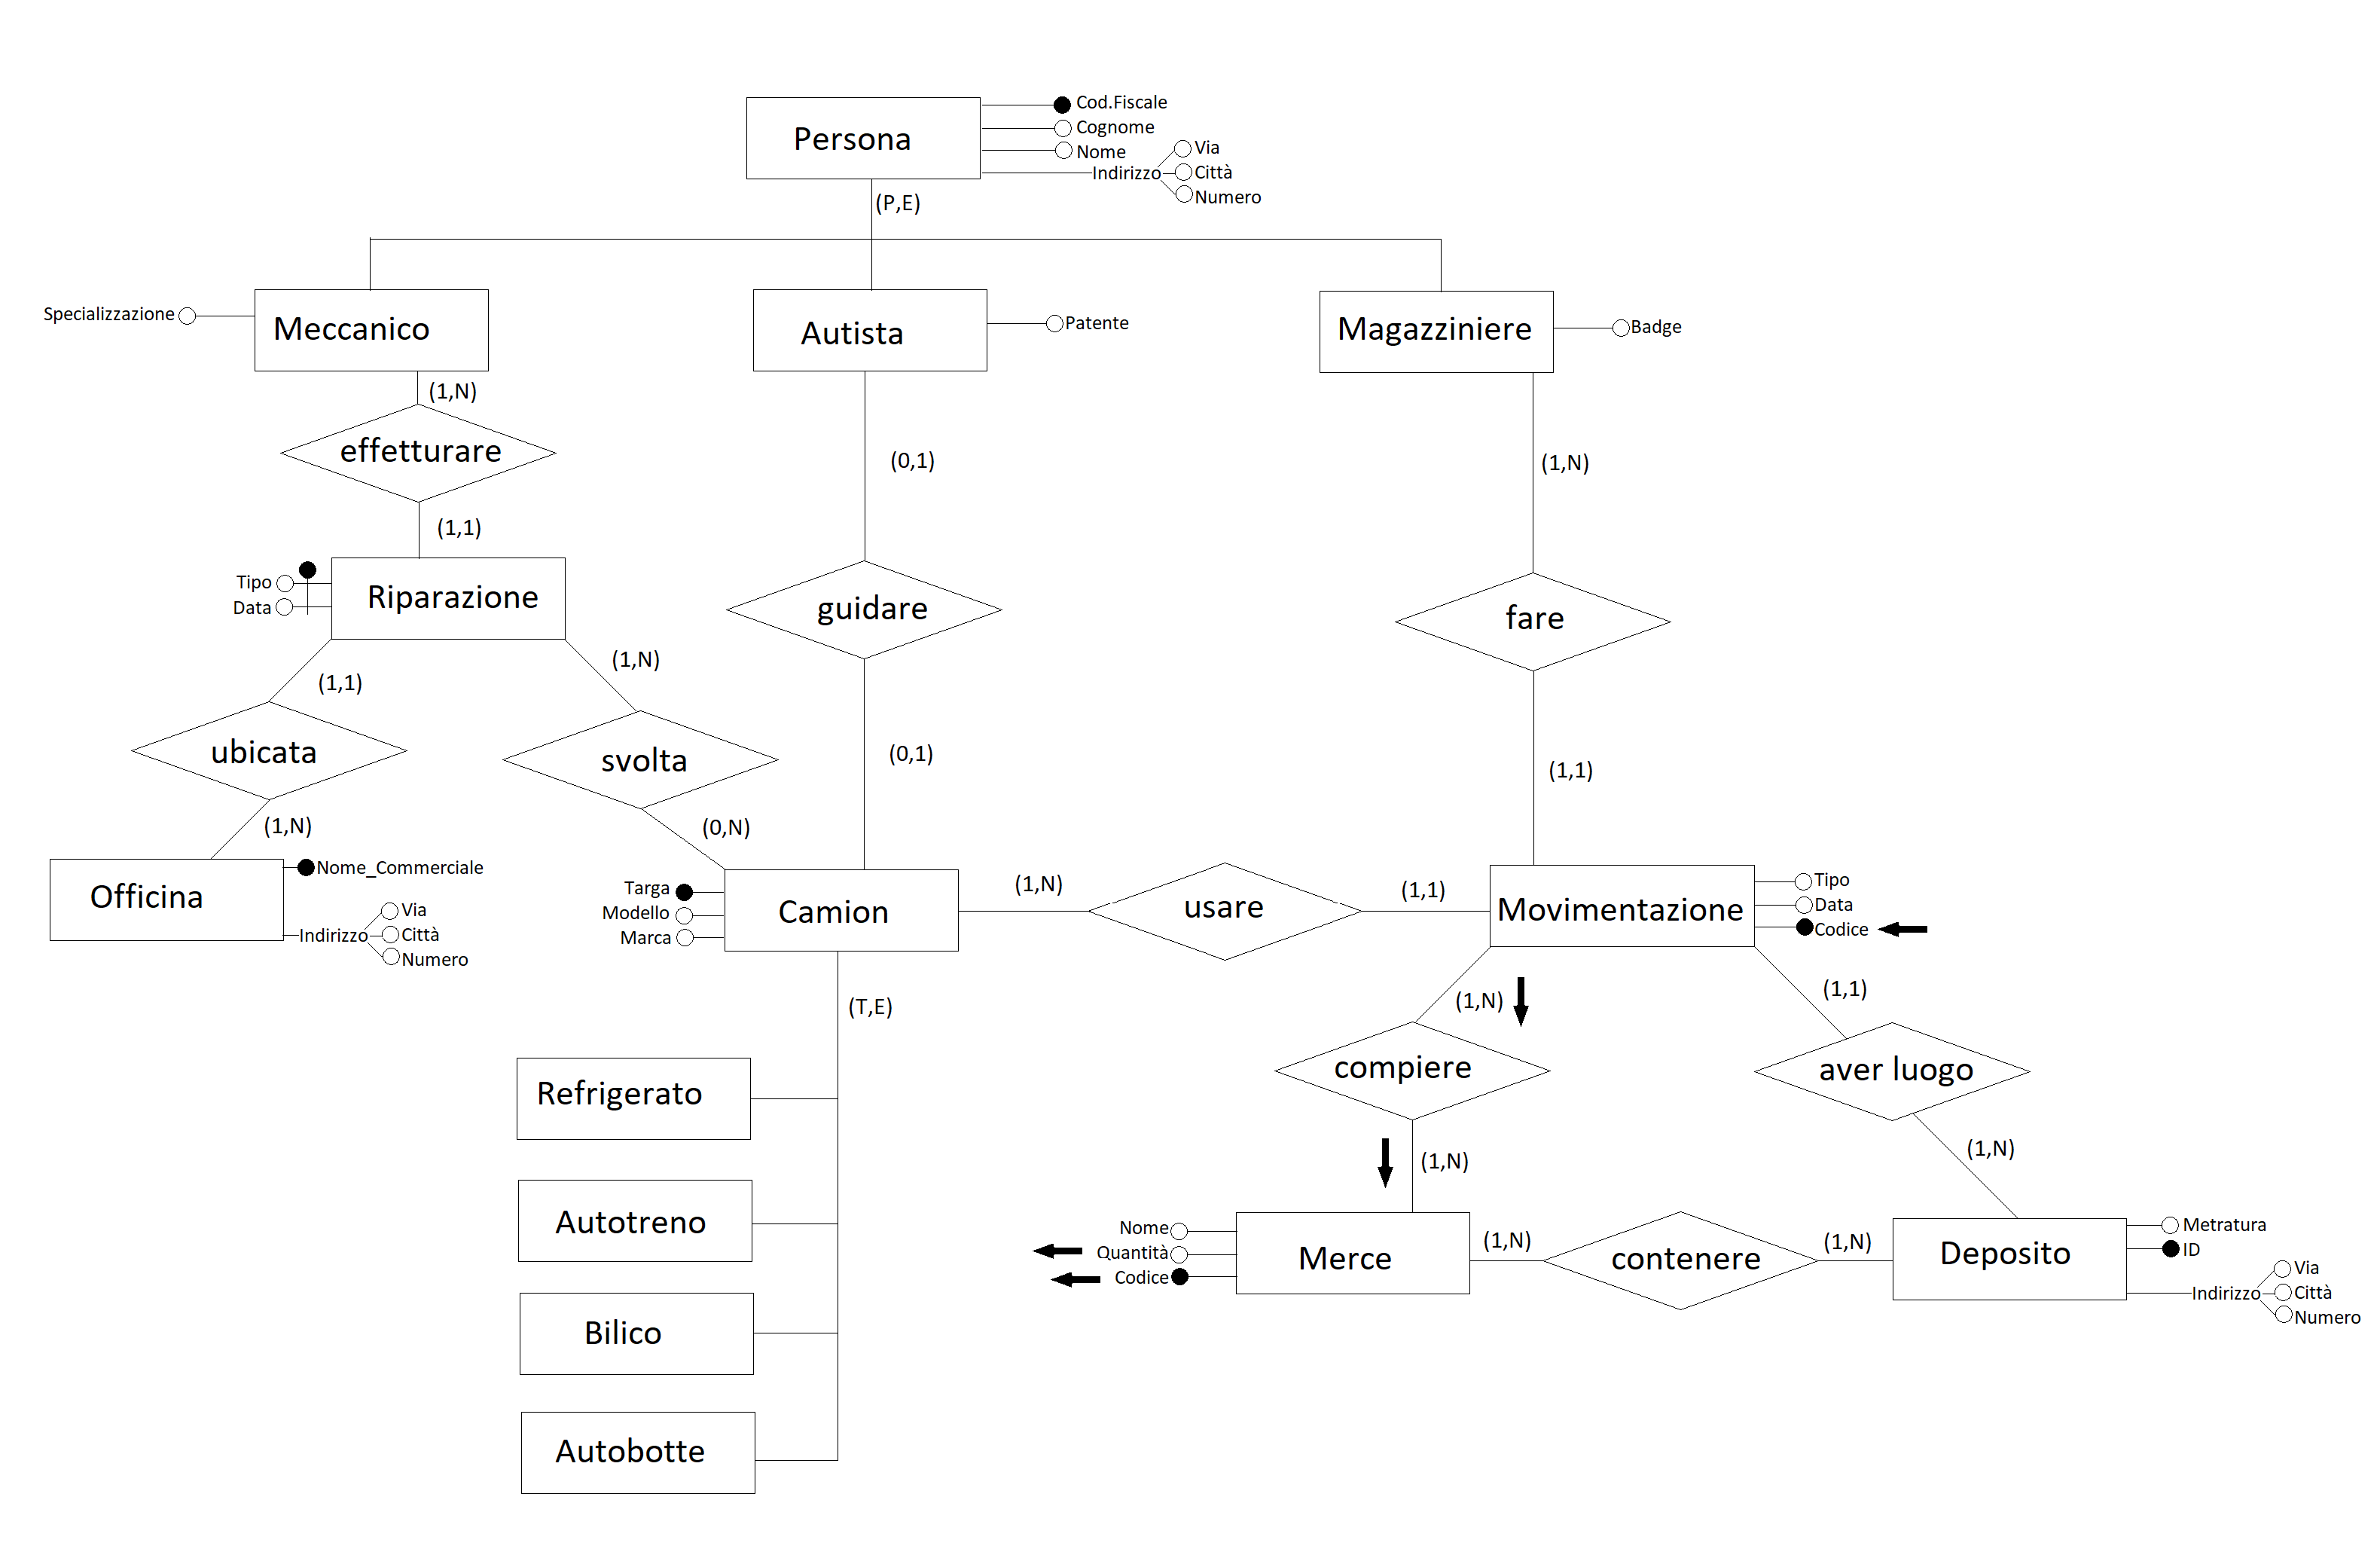 Persona
Cod.Fiscale
Cognome
Nome
Indirizzo
Via
Città
Numero
(P,E)
Specializzazione
Meccanico
Autista
Patente
Magazziniere
Badge
(1,N)
effetturare
(0,1)
(1,N)
(1,1)
Tipo
Data
Riparazione
guidare
fare
(1,1)
(1,N)
ubicata
svolta
(0,1)
(1,1)
(1,N)
(0,N)
Officina
Nome_Commerciale
Indirizzo
Via
Città
Numero
Targa
Modello
Marca
Camion
(1,N)
usare
(1,1)
Movimentazione
Tipo
Data
Codice
(T,E)
(1,N)
(1,1)
compiere
aver luogo
Refrigerato
(1,N)
(1,N)
Autotreno
Nome
Quantità
Codice
Merce
(1,N)
contenere
(1,N)
Deposito
Metratura
ID
Indirizzo
Via
Città
Numero
Bilico
Autobotte